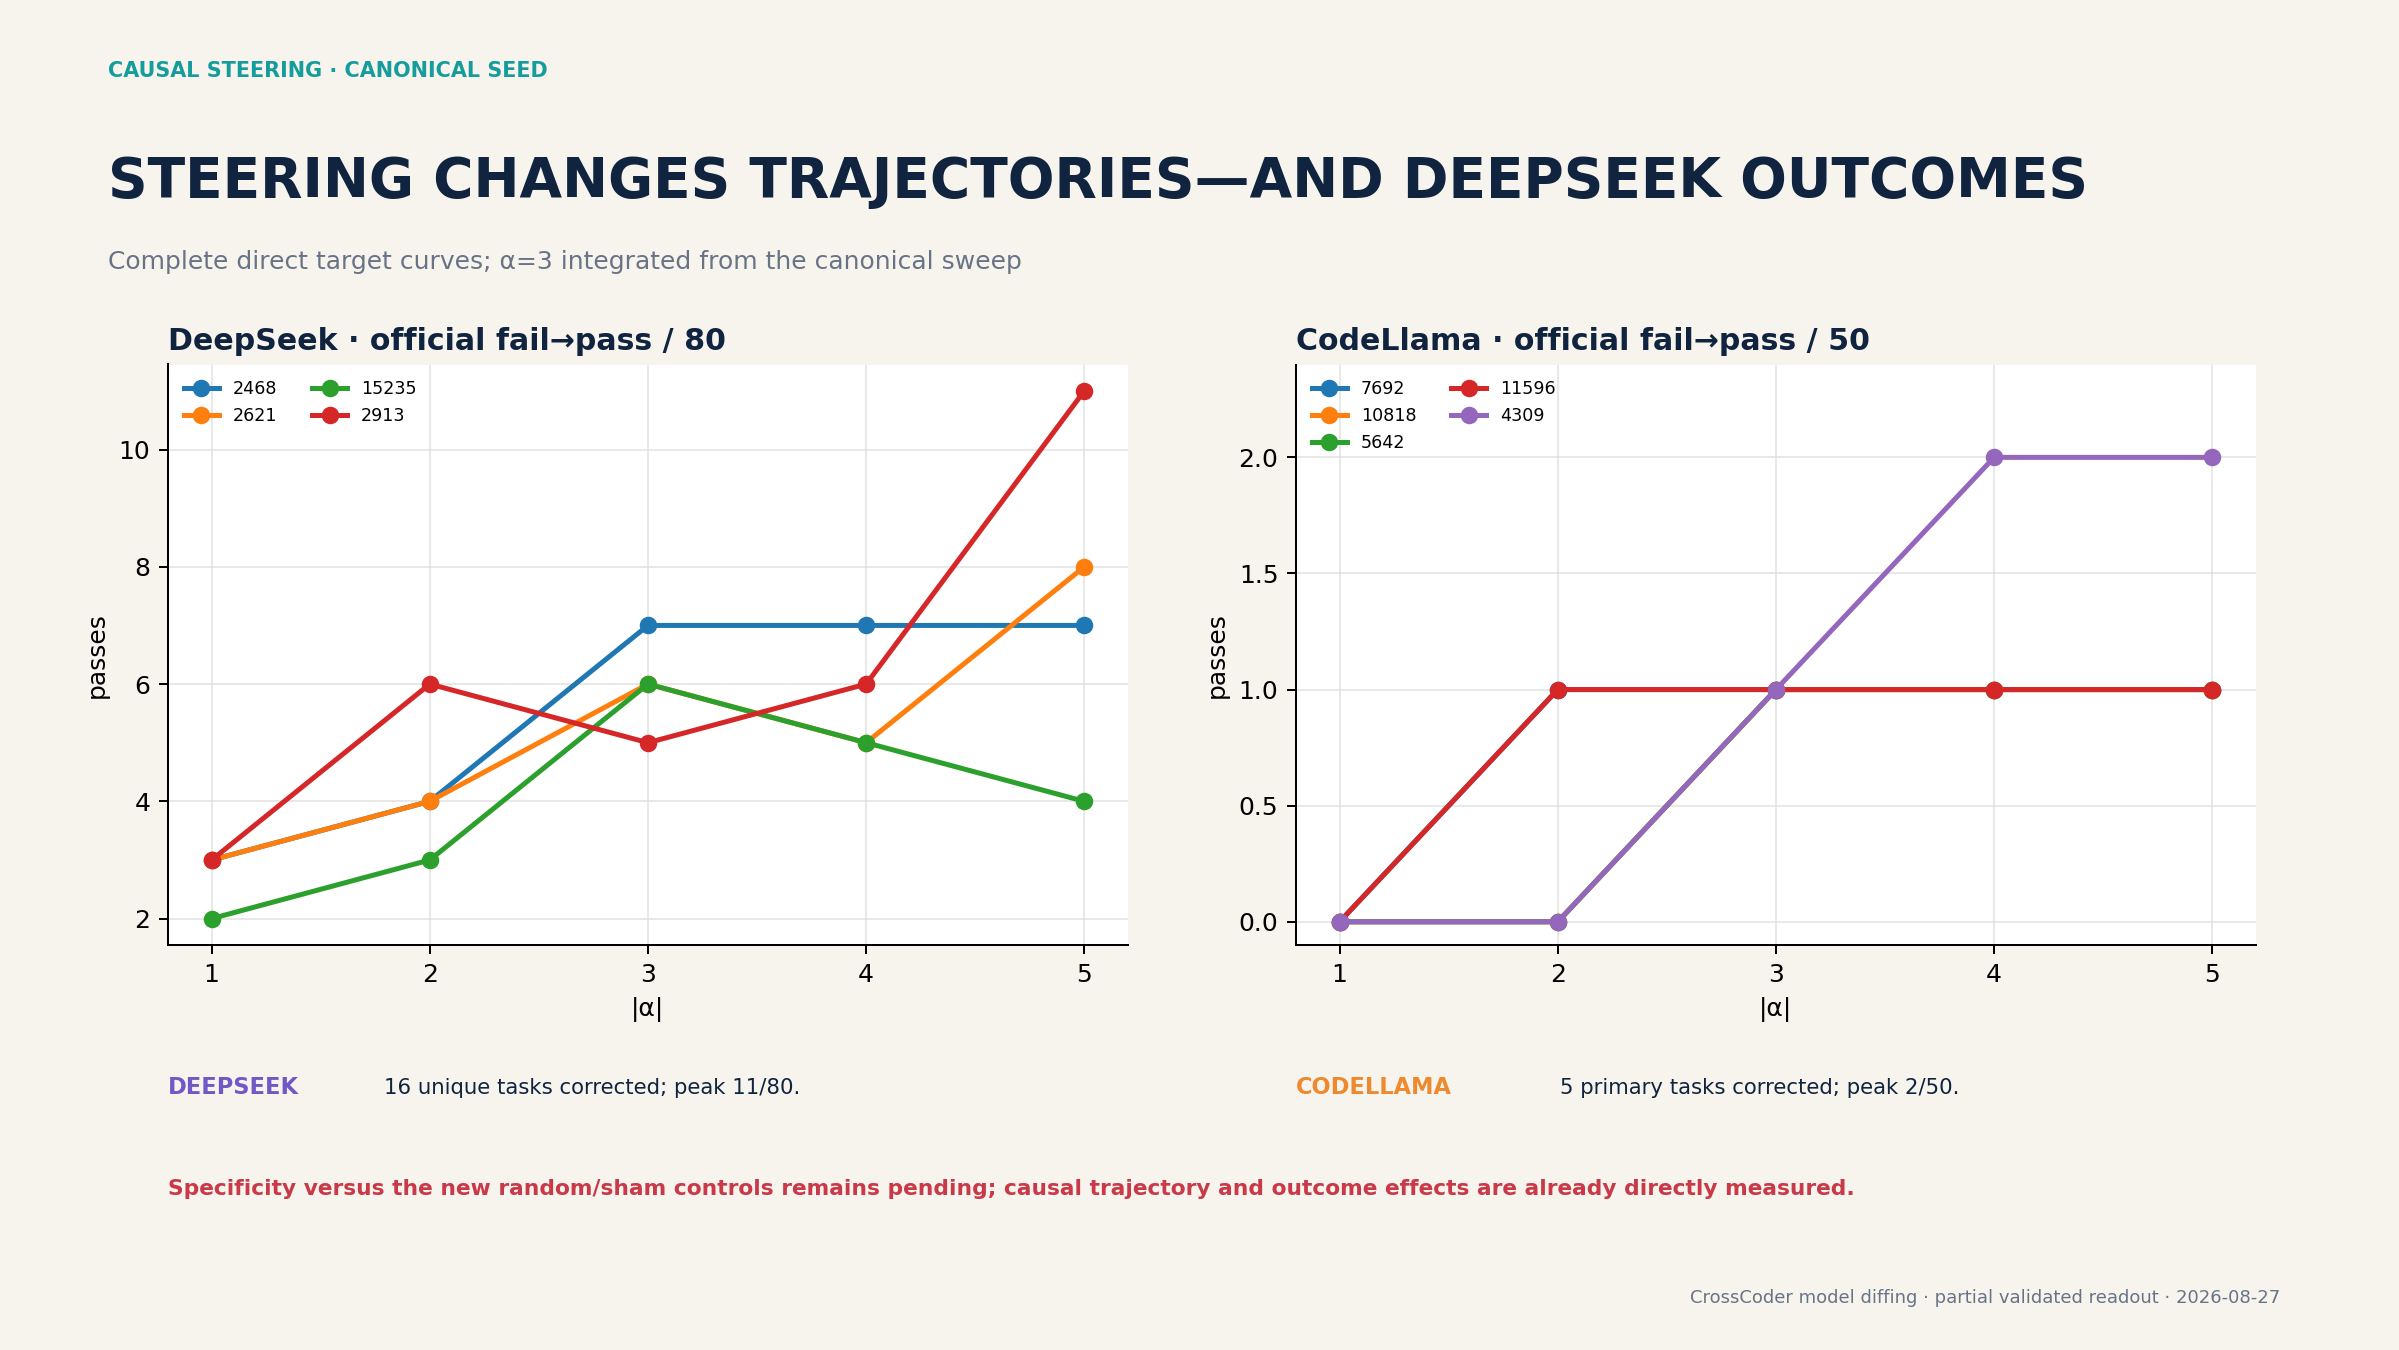 CAUSAL STEERING · CANONICAL SEED
STEERING CHANGES TRAJECTORIES—AND DEEPSEEK OUTCOMES
Complete direct target curves; α=3 integrated from the canonical sweep
DeepSeek · official fail→pass / 80
2468
2621
15235
2913
10
8
6
4
2
passes
1 2 3 4 5
|α|
CodeLlama · official fail→pass / 50
7692
10818
5642
11596
4309
2.0
1.5
1.0
0.5
0.0
passes
1 2 3 4 5
|α|
DEEPSEEK 16 unique tasks corrected; peak 11/80.
CODELLAMA 5 primary tasks corrected; peak 2/50.
Specificity versus the new random/sham controls remains pending; causal trajectory and outcome effects are already directly measured.
CrossCoder model diffing · partial validated readout · 2026-08-27